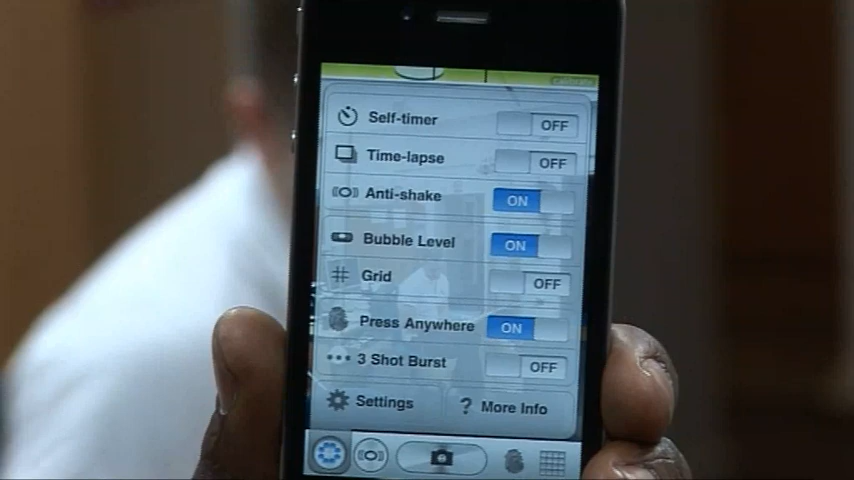 Calibrate
Self-timer OFF
Time-lapse OFF
Anti-shake ON
Bubble Level ON
Grid OFF
Press Anywhere ON
3 Shot Burst OFF
Settings ? More Info